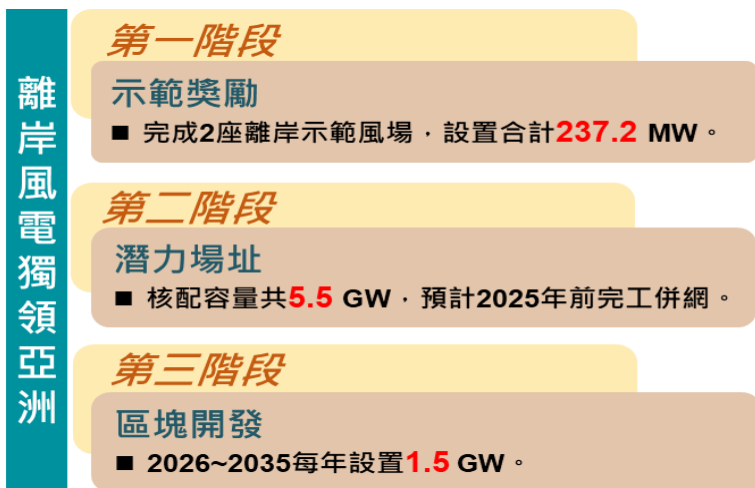 離岸風電獨領亞洲
第一階段
示範獎勵
■ 完成2座離岸示範風場，設置合計237.2 MW。
第二階段
潛力場址
■ 核配容量共5.5 GW，預計2025年前完工併網。
第三階段
區塊開發
■ 2026~2035每年設置1.5 GW。